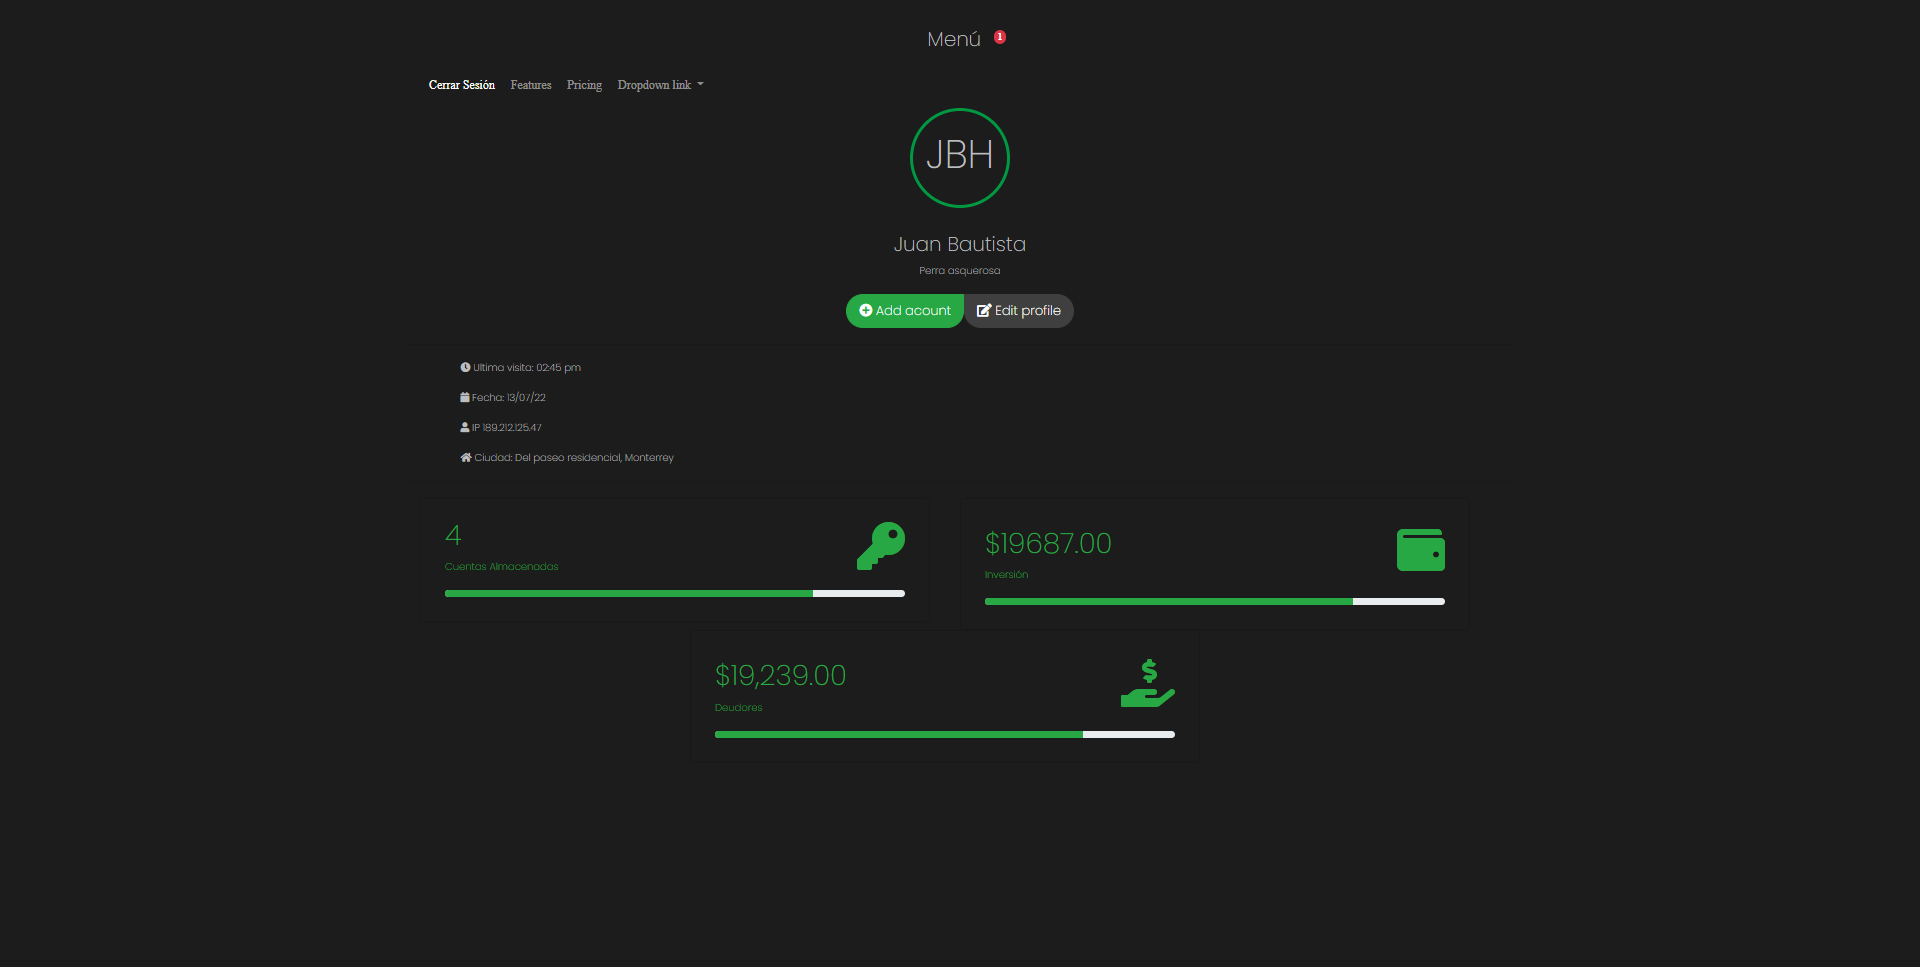 Menú 1
Cerrar Sesión Features Pricing Dropdown link
JBH
Juan Bautista
Perra asquerosa
Add acount Edit profile
Ultima visita: 02:45 pm
Fecha: 13/07/22
IP 189.212.125.47
Ciudad: Del paseo residencial, Monterrey
4
Cuentas Almacenados
$19687.00
Inversión
$19,239.00
Deudores